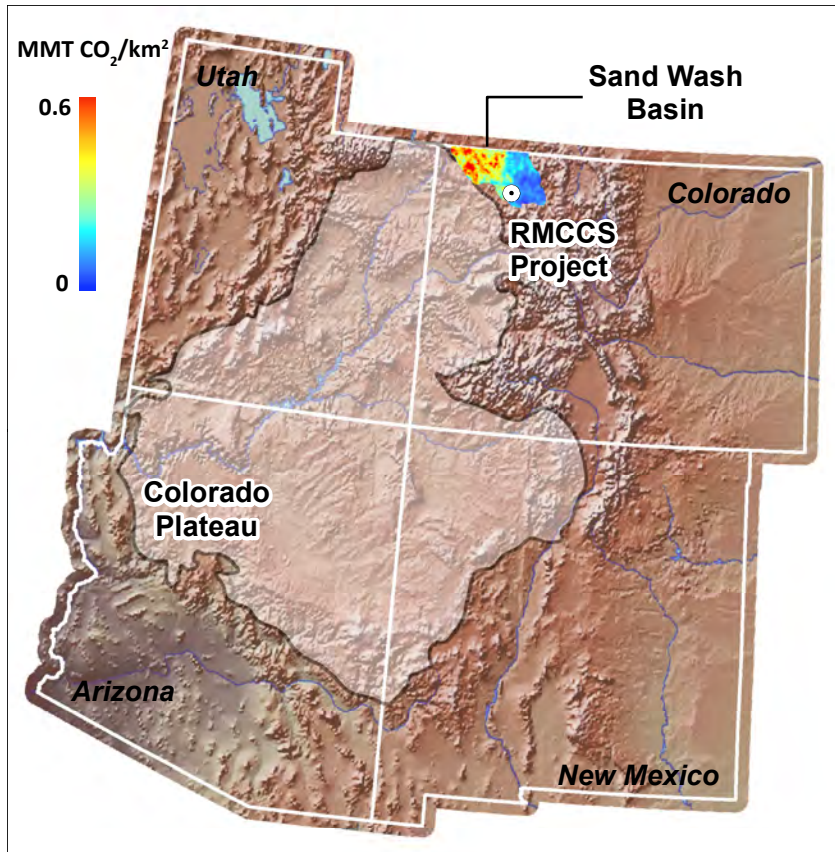 MMT CO₂/km²
0.6
0
Utah
Sand Wash
Basin
Colorado
RMCCS
Project
Colorado
Plateau
Arizona
New Mexico